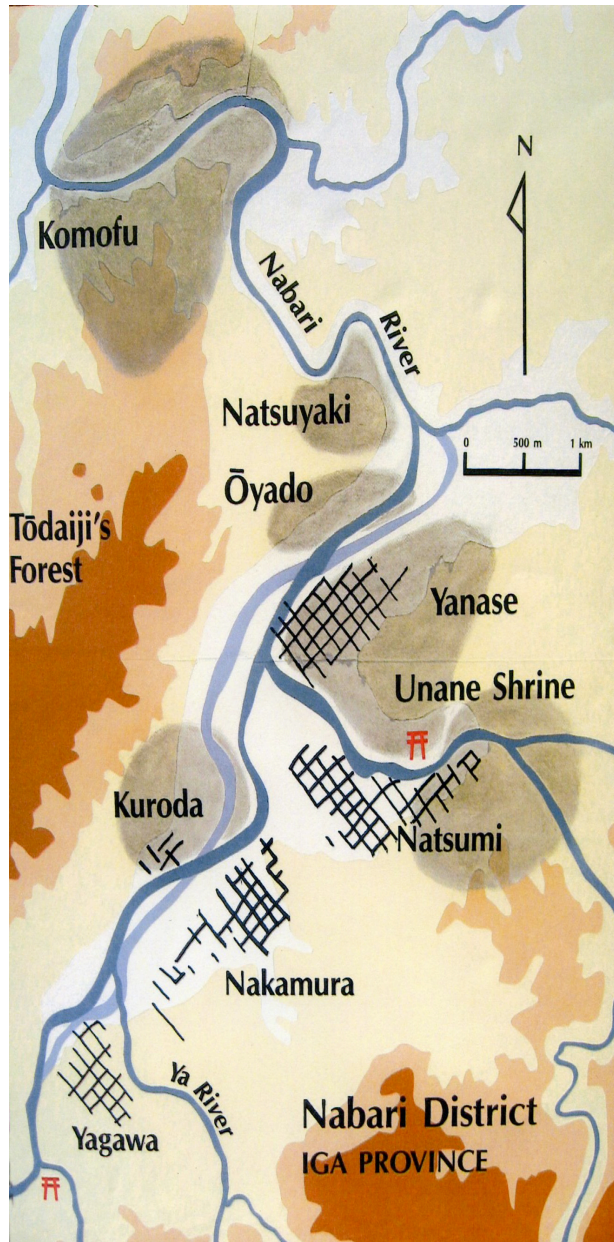 N
Komofu
Nabari
River
Natsuyaki
0 500 m 1 km
Ōyado
Tōdaiji's
Forest
Yanase
Unane Shrine
Kuroda
Natsumi
Nakamura
Ya River
Nabari District
IGA PROVINCE
Yagawa